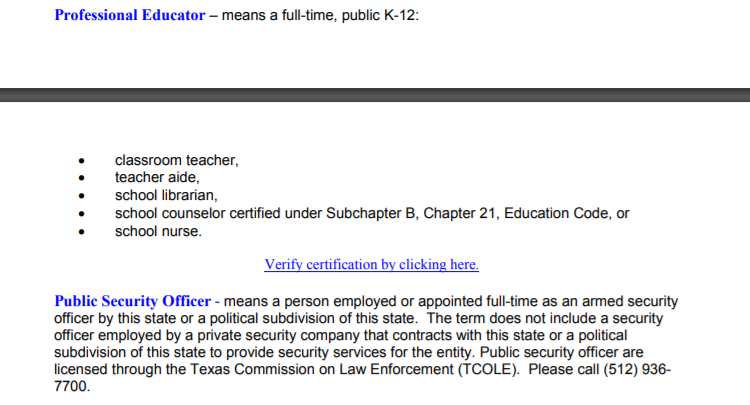 Professional Educator – means a full-time, public K-12:
• classroom teacher,
• teacher aide,
• school librarian,
• school counselor certified under Subchapter B, Chapter 21, Education Code, or
• school nurse.
Verify certification by clicking here.
Public Security Officer - means a person employed or appointed full-time as an armed security
officer by this state or a political subdivision of this state.  The term does not include a security
officer employed by a private security company that contracts with this state or a political
subdivision of this state to provide security services for the entity. Public security officer are
licensed through the Texas Commission on Law Enforcement (TCOLE).  Please call (512) 936-
7700.